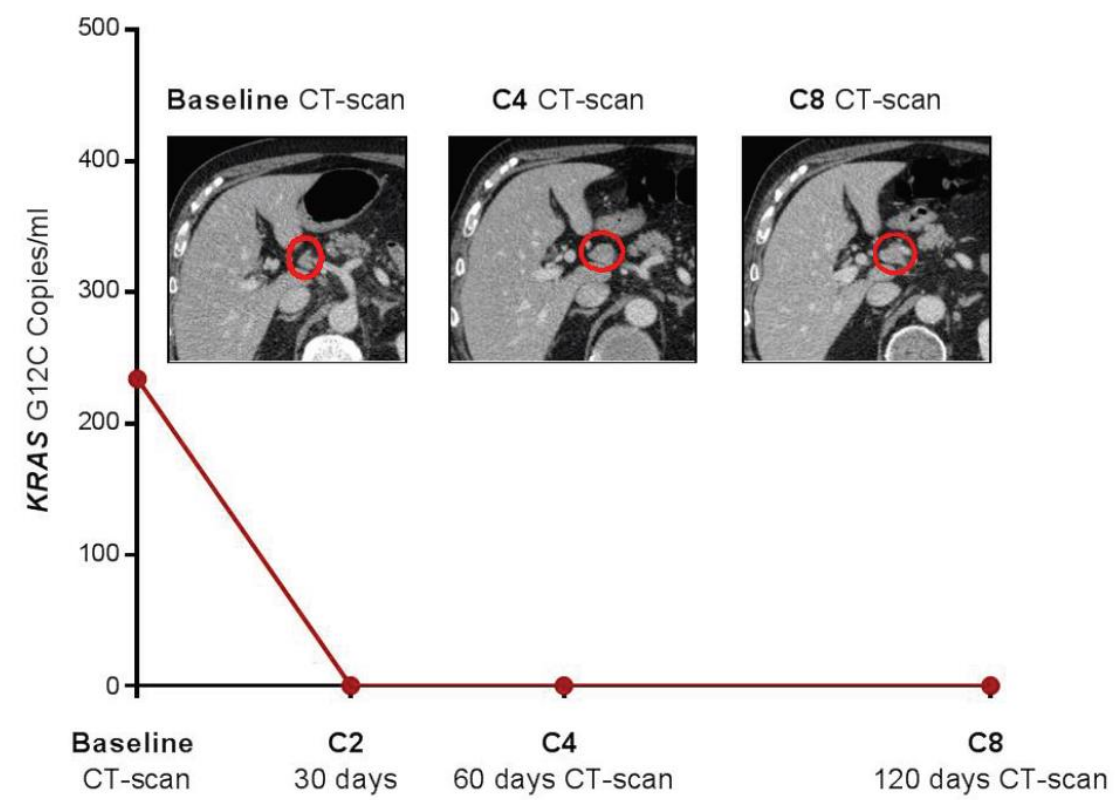 500
Baseline CT-scan
C4 CT-scan
C8 CT-scan
400
300
200
100
0
KRAS G12C Copies/ml
Baseline
CT-scan
C2
30 days
C4
60 days CT-scan
C8
120 days CT-scan